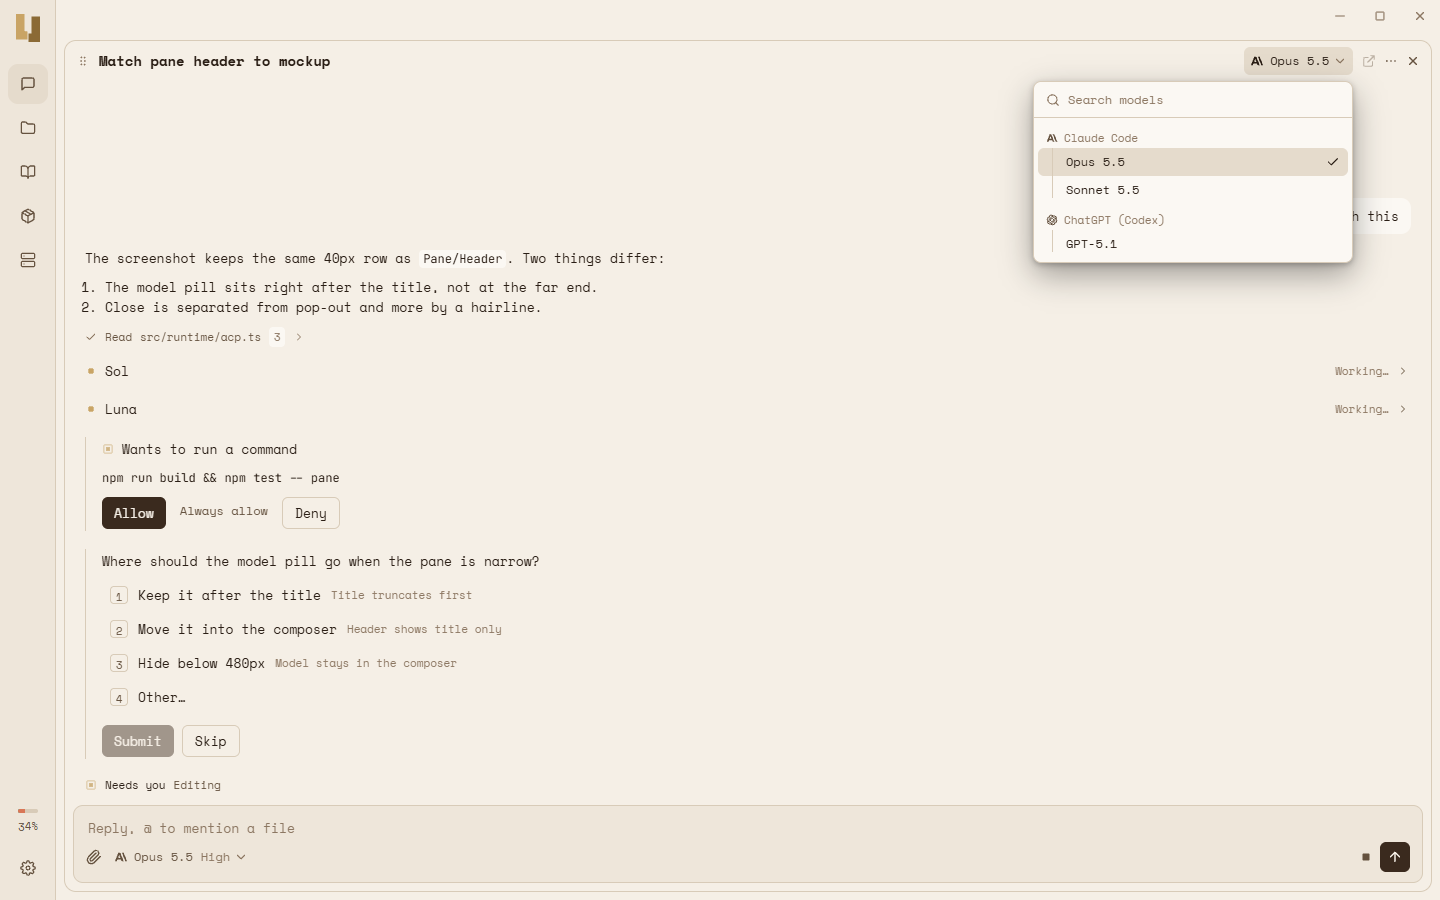 Match pane header to mockup
Opus 5.5
Search models
Claude Code
Opus 5.5
Sonnet 5.5
ChatGPT (Codex)
GPT-5.1
this
The screenshot keeps the same 40px row as Pane/Header. Two things differ:
1. The model pill sits right after the title, not at the far end.
2. Close is separated from pop-out and more by a hairline.
Read src/runtime/acp.ts 3
Sol Working…
Luna Working…
Wants to run a command
npm run build && npm test -- pane
Allow Always allow Deny
Where should the model pill go when the pane is narrow?
1 Keep it after the title Title truncates first
2 Move it into the composer Header shows title only
3 Hide below 480px Model stays in the composer
4 Other…
Submit Skip
Needs you Editing
34%
Reply, @ to mention a file
Opus 5.5 High